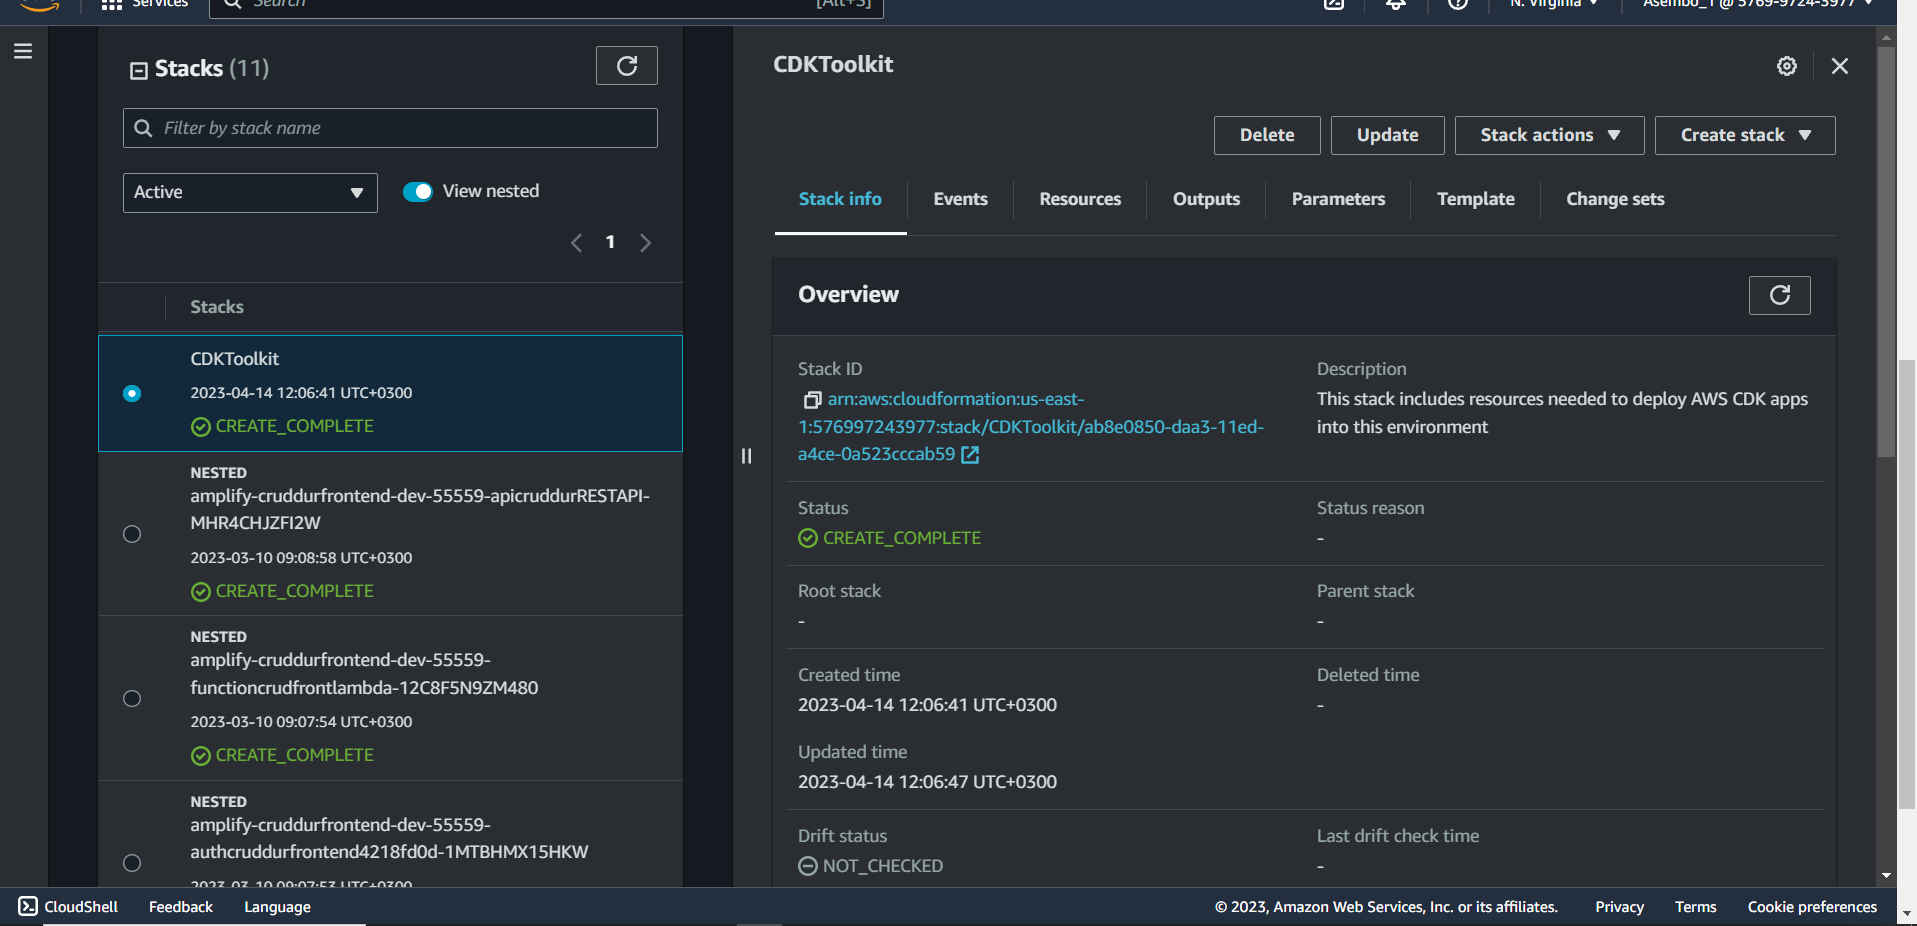 Services
Search
[Alt+S]
N. Virginia
Asembo_1 @ 5769-9724-3977
Stacks (11)
Filter by stack name
Active
View nested
1
Stacks
CDKToolkit
2023-04-14 12:06:41 UTC+0300
CREATE_COMPLETE
NESTED
amplify-cruddurfrontend-dev-55559-apicruddurRESTAPI-
MHR4CHJZFI2W
2023-03-10 09:08:58 UTC+0300
CREATE_COMPLETE
NESTED
amplify-cruddurfrontend-dev-55559-
functioncrudfrontlambda-12C8F5N9ZM480
2023-03-10 09:07:54 UTC+0300
CREATE_COMPLETE
NESTED
amplify-cruddurfrontend-dev-55559-
authcruddurfrontend4218fd0d-1MTBHMX15HKW
2023-03-10 09:07:53 UTC+0300
CDKToolkit
Delete
Update
Stack actions
Create stack
Stack info
Events
Resources
Outputs
Parameters
Template
Change sets
Overview
Stack ID
arn:aws:cloudformation:us-east-
1:576997243977:stack/CDKToolkit/ab8e0850-daa3-11ed-
a4ce-0a523cccab59
Description
This stack includes resources needed to deploy AWS CDK apps
into this environment
Status
CREATE_COMPLETE
Status reason
-
Root stack
-
Parent stack
-
Created time
2023-04-14 12:06:41 UTC+0300
Deleted time
-
Updated time
2023-04-14 12:06:47 UTC+0300
Drift status
NOT_CHECKED
Last drift check time
-
CloudShell
Feedback
Language
© 2023, Amazon Web Services, Inc. or its affiliates.
Privacy
Terms
Cookie preferences